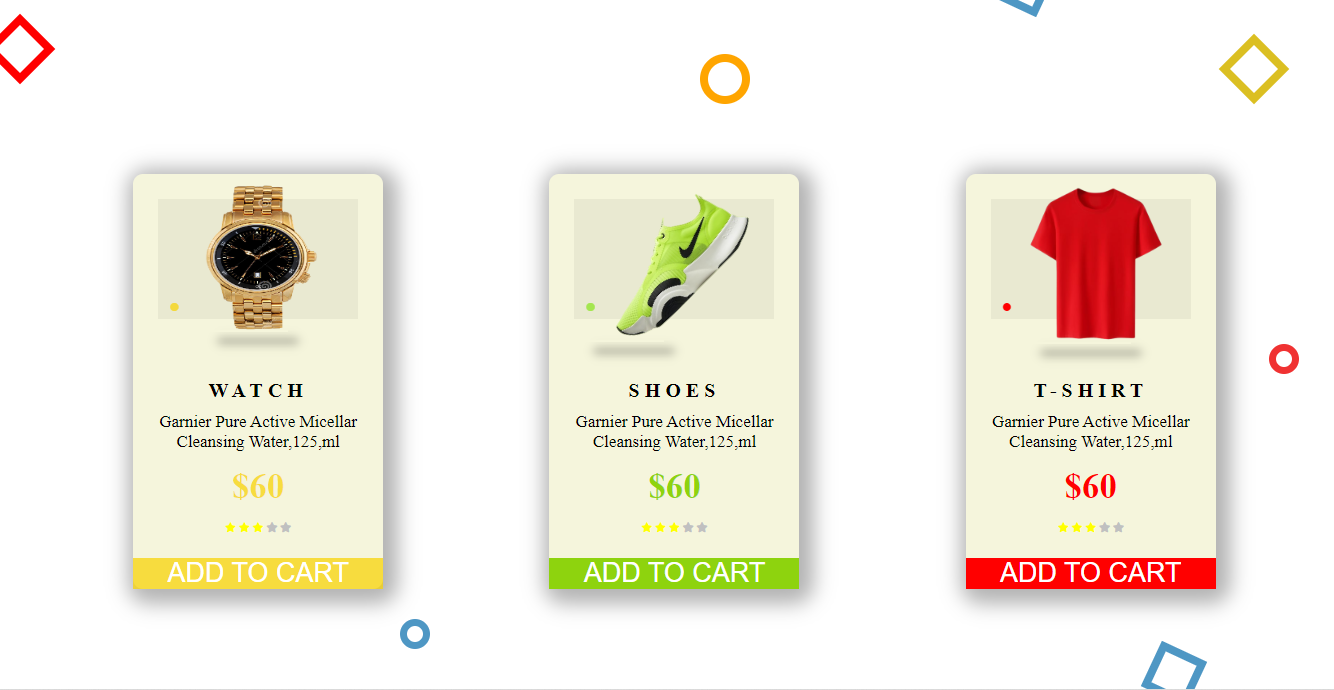 WATCH
Garnier Pure Active Micellar
Cleansing Water,125,ml
$60
ADD TO CART
SHOES
Garnier Pure Active Micellar
Cleansing Water,125,ml
$60
ADD TO CART
T-SHIRT
Garnier Pure Active Micellar
Cleansing Water,125,ml
$60
ADD TO CART